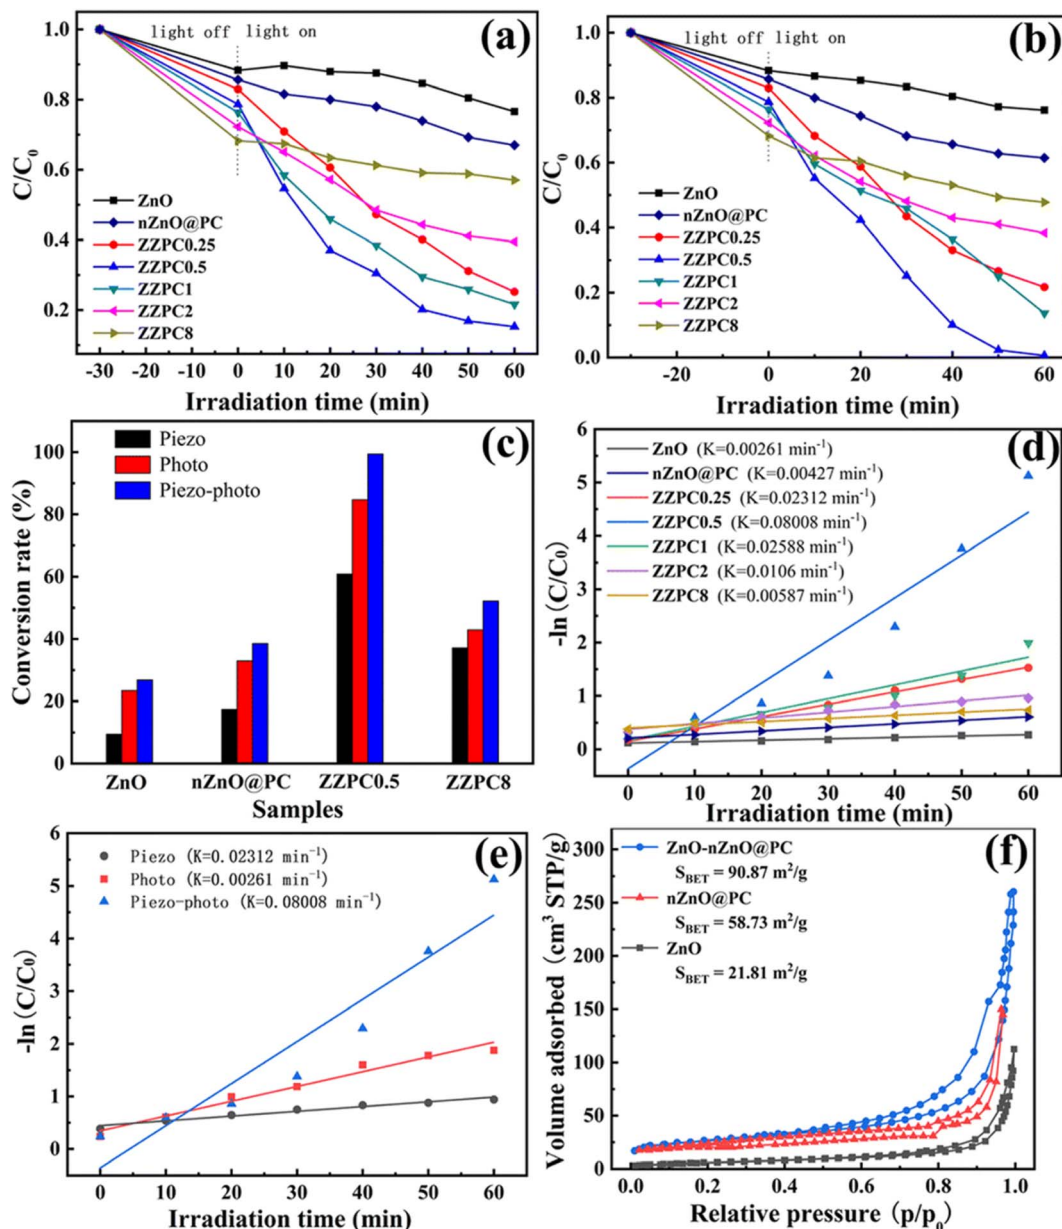 (a)
light off
light on
1.0
0.8
0.6
0.4
0.2
C/C0
ZnO
nZnO@PC
ZZPC0.25
ZZPC0.5
ZZPC1
ZZPC2
ZZPC8
-30 -20 -10 0 10 20 30 40 50 60
Irradiation time (min)
(b)
light off
light on
1.0
0.8
0.6
0.4
0.2
0.0
C/C0
ZnO
nZnO@PC
ZZPC0.25
ZZPC0.5
ZZPC1
ZZPC2
ZZPC8
-20 0 20 40 60
Irradiation time (min)
(c)
Piezo
Photo
Piezo-photo
100
80
60
40
20
0
Conversion rate (%)
ZnO nZnO@PC ZZPC0.5 ZZPC8
Samples
(d)
ZnO (K=0.00261 min-1)
nZnO@PC (K=0.00427 min-1)
ZZPC0.25 (K=0.02312 min-1)
ZZPC0.5 (K=0.08008 min-1)
ZZPC1 (K=0.02588 min-1)
ZZPC2 (K=0.0106 min-1)
ZZPC8 (K=0.00587 min-1)
6
5
4
3
2
1
0
-ln (C/C0)
0 10 20 30 40 50 60
Irradiation time (min)
(e)
Piezo (K=0.02312 min-1)
Photo (K=0.00261 min-1)
Piezo-photo (K=0.08008 min-1)
6
5
4
3
2
1
0
-ln (C/C0)
0 10 20 30 40 50 60
Irradiation time (min)
(f)
ZnO-nZnO@PC
SBET = 90.87 m2/g
nZnO@PC
SBET = 58.73 m2/g
ZnO
SBET = 21.81 m2/g
300
250
200
150
100
50
0
Volume adsorbed (cm3 STP/g)
0.0 0.2 0.4 0.6 0.8 1.0
Relative pressure (p/p0)